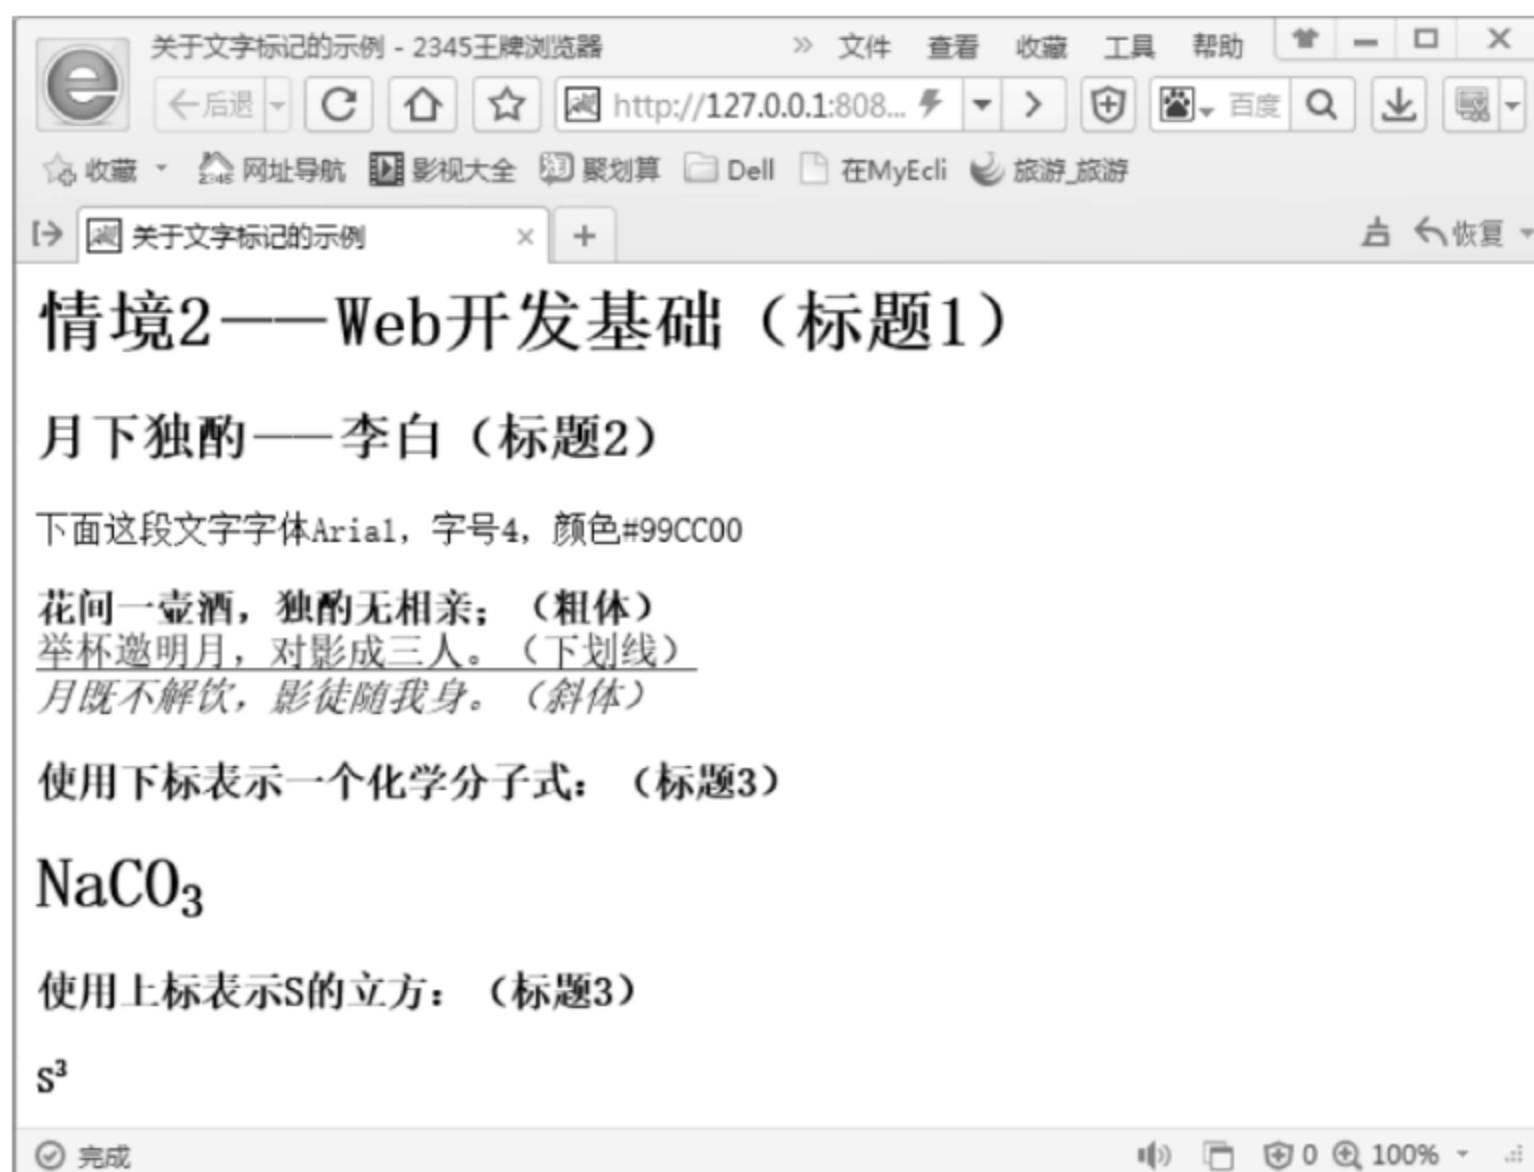 关于文字标记的示例 - 2345王牌浏览器 » 文件 查看 收藏 工具 帮助
后退 http://127.0.0.1:808... 百度
收藏 网址导航 影视大全 聚划算 Dell 在MyEcli 旅游_旅游
关于文字标记的示例 × + 恢复
情境2——Web开发基础（标题1）
月下独酌——李白（标题2）
下面这段文字字体Arial，字号4，颜色#99CC00
花间一壶酒，独酌无相亲；（粗体）
举杯邀明月，对影成三人。（下划线）
月既不解饮，影徒随我身。（斜体）
使用下标表示一个化学分子式：（标题3）
NaCO₃
使用上标表示S的立方：（标题3）
S³
完成 0 100%